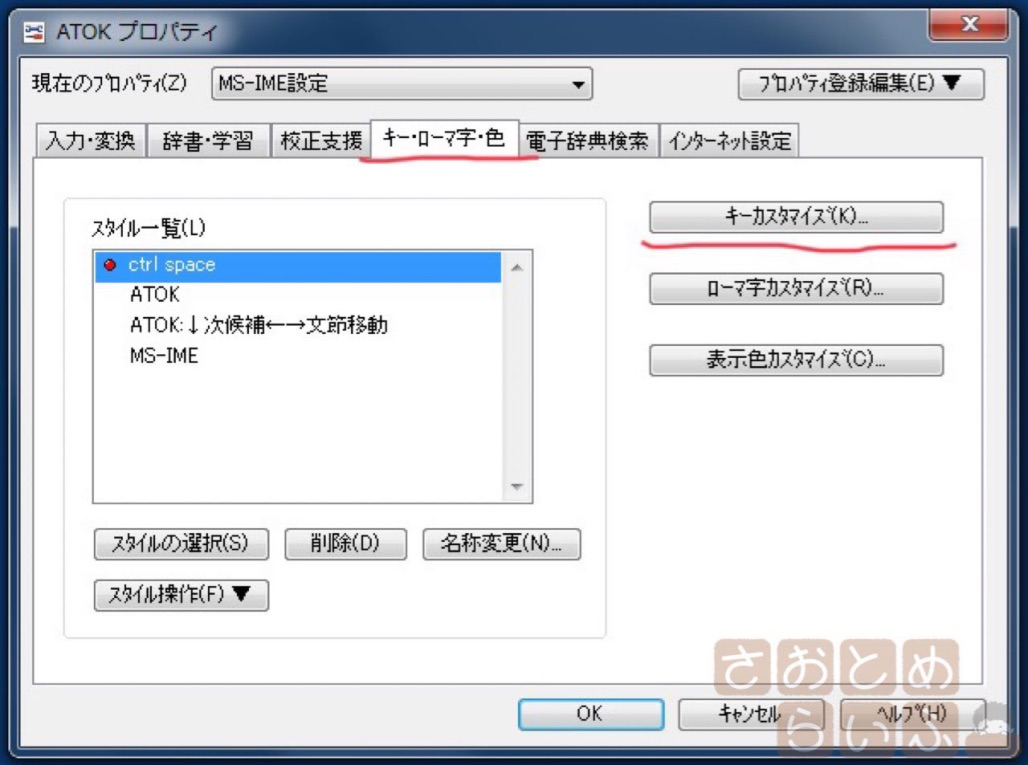 ATOK プロパティ
現在のﾌﾟﾛﾊﾟﾃｨ(Z)
MS-IME設定
ﾌﾟﾛﾊﾟﾃｨ登録編集(E) ▼
入力・変換
辞書・学習
校正支援
キー・ローマ字・色
電子辞典検索
ｲﾝﾀｰﾈｯﾄ設定
ｽﾀｲﾙ一覧(L)
ctrl space
ATOK
ATOK:↓次候補←→文節移動
MS-IME
キーｶｽﾀﾏｲｽﾞ(K)...
ローマ字ｶｽﾀﾏｲｽﾞ(R)...
表示色ｶｽﾀﾏｲｽﾞ(C)...
ｽﾀｲﾙの選択(S)
削除(D)
名称変更(N)...
ｽﾀｲﾙ操作(F) ▼
OK
ｷｬﾝｾﾙ
ﾍﾙﾌﾟ(H)
さおとめ
らいふ